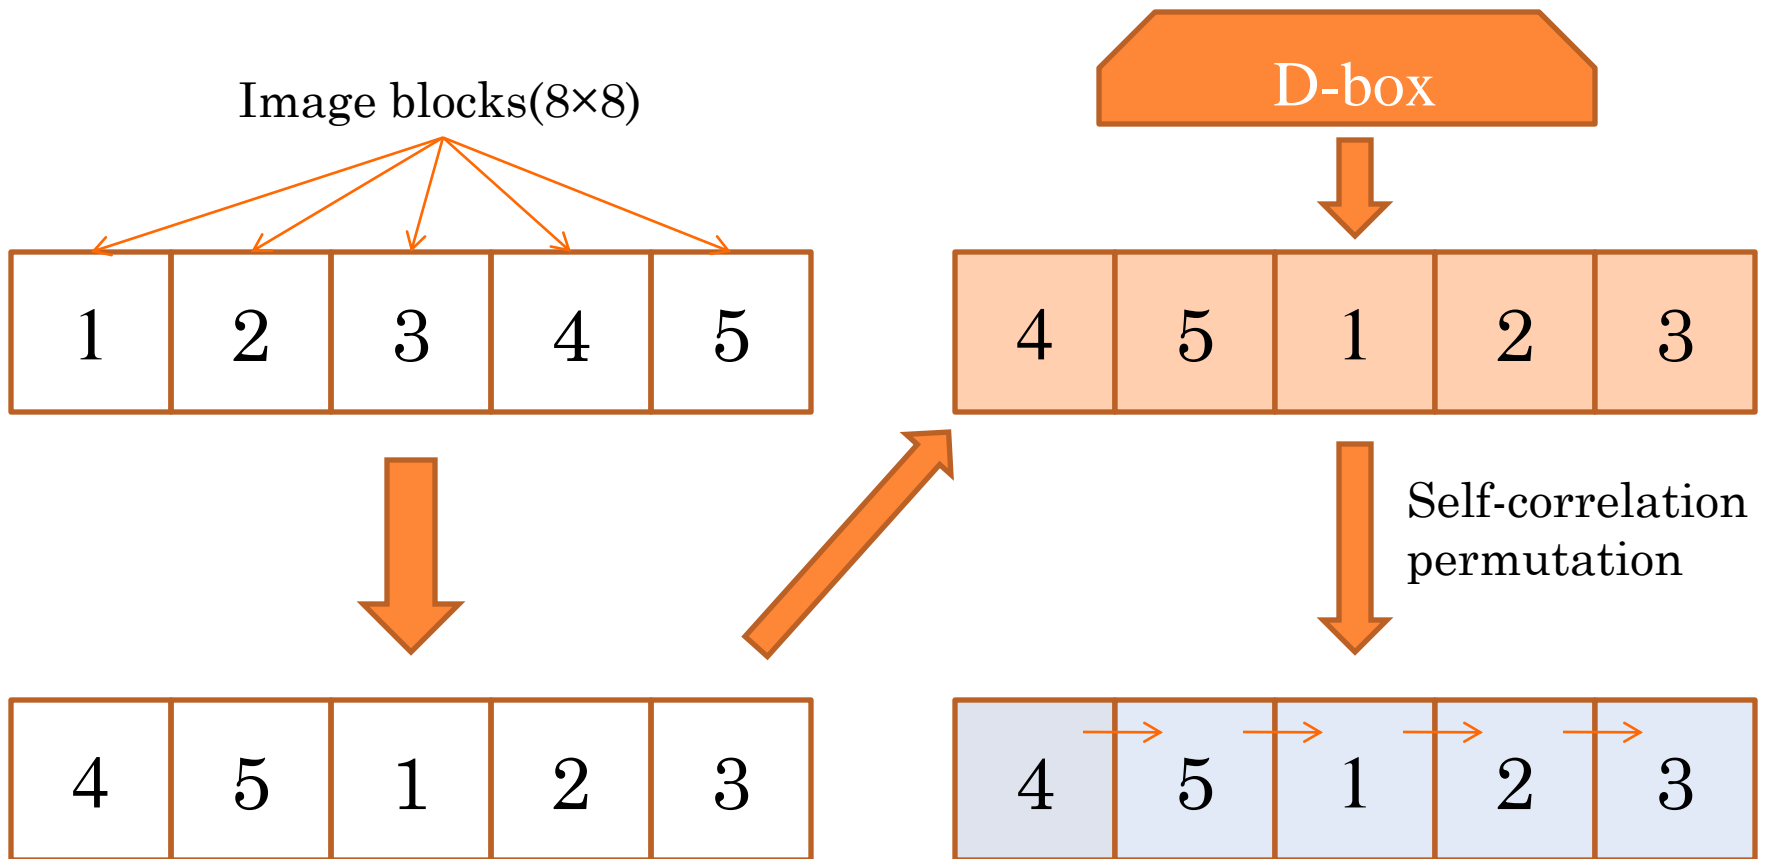 Image blocks(8×8)
D-box
1 2 3 4 5
4 5 1 2 3
Self-correlation
permutation
4 5 1 2 3
4 5 1 2 3